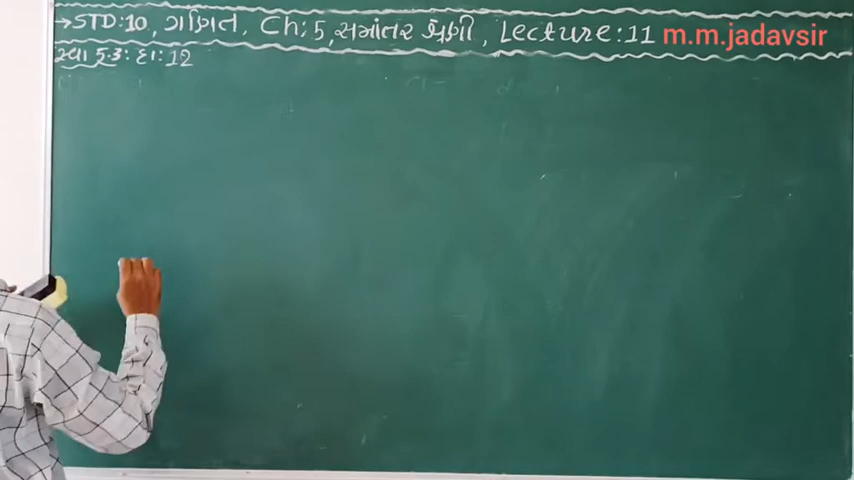 →STD:10, ગણિત, Ch:5, સમાંતર શ્રેણી, Lecture:11 m.m.jadavsir
સ્વા 5.3: દા:12